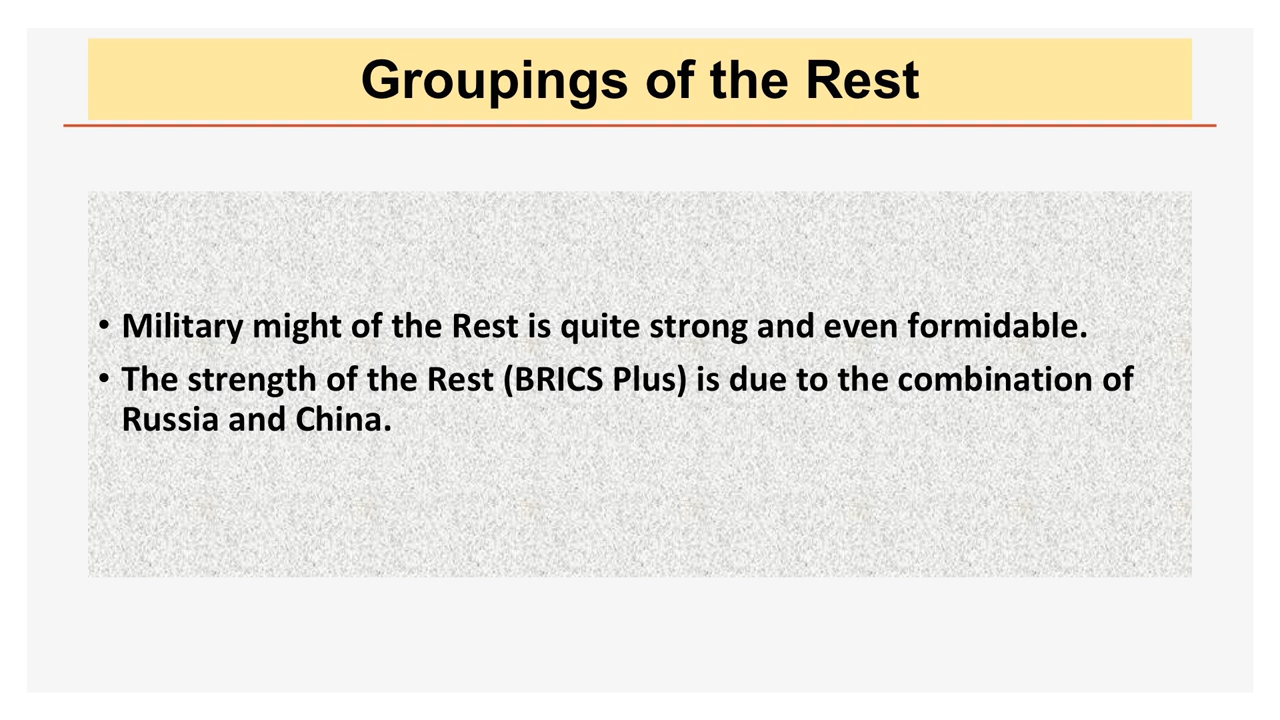 Groupings of the Rest
• Military might of the Rest is quite strong and even formidable.
• The strength of the Rest (BRICS Plus) is due to the combination of
Russia and China.